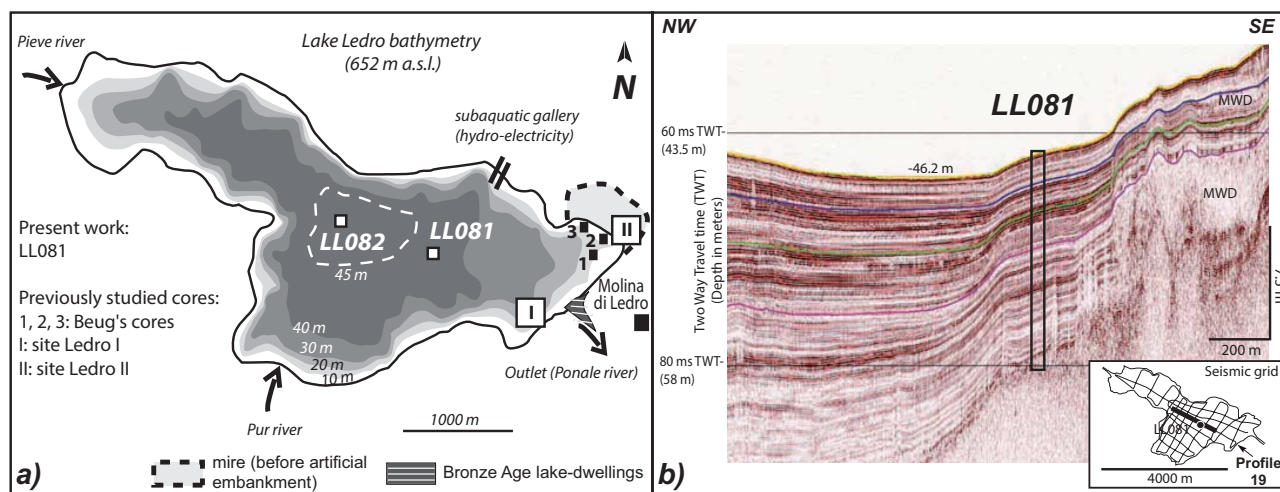 Pieve river
Lake Ledro bathymetry
(652 m a.s.l.)
N
subaquatic gallery
(hydro-electricity)
Present work:
LL081
Previously studied cores:
1, 2, 3: Beug's cores
I: site Ledro I
II: site Ledro II
LL082
LL081
45 m
3
2
1
II
I
Molina
di Ledro
40 m
30 m
20 m
10 m
Outlet (Ponale river)
Pur river
1000 m
a)
mire (before artificial
embankment)
Bronze Age lake-dwellings
NW
SE
LL081
MWD
60 ms TWT-
(43.5 m)
-46.2 m
MWD
Two Way Travel time (TWT)
(Depth in meters)
7.5 m
200 m
80 ms TWT-
(58 m)
Seismic grid
LL081
Profile
19
4000 m
b)